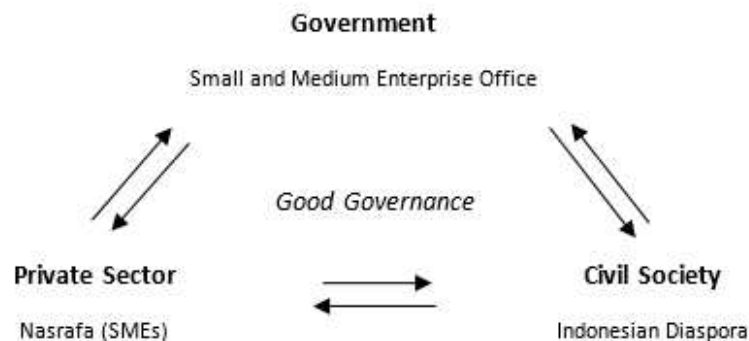 Government
Small and Medium Enterprise Office
Good Governance
Private Sector
Civil Society
Nasrafa (SMEs)
Indonesian Diaspora